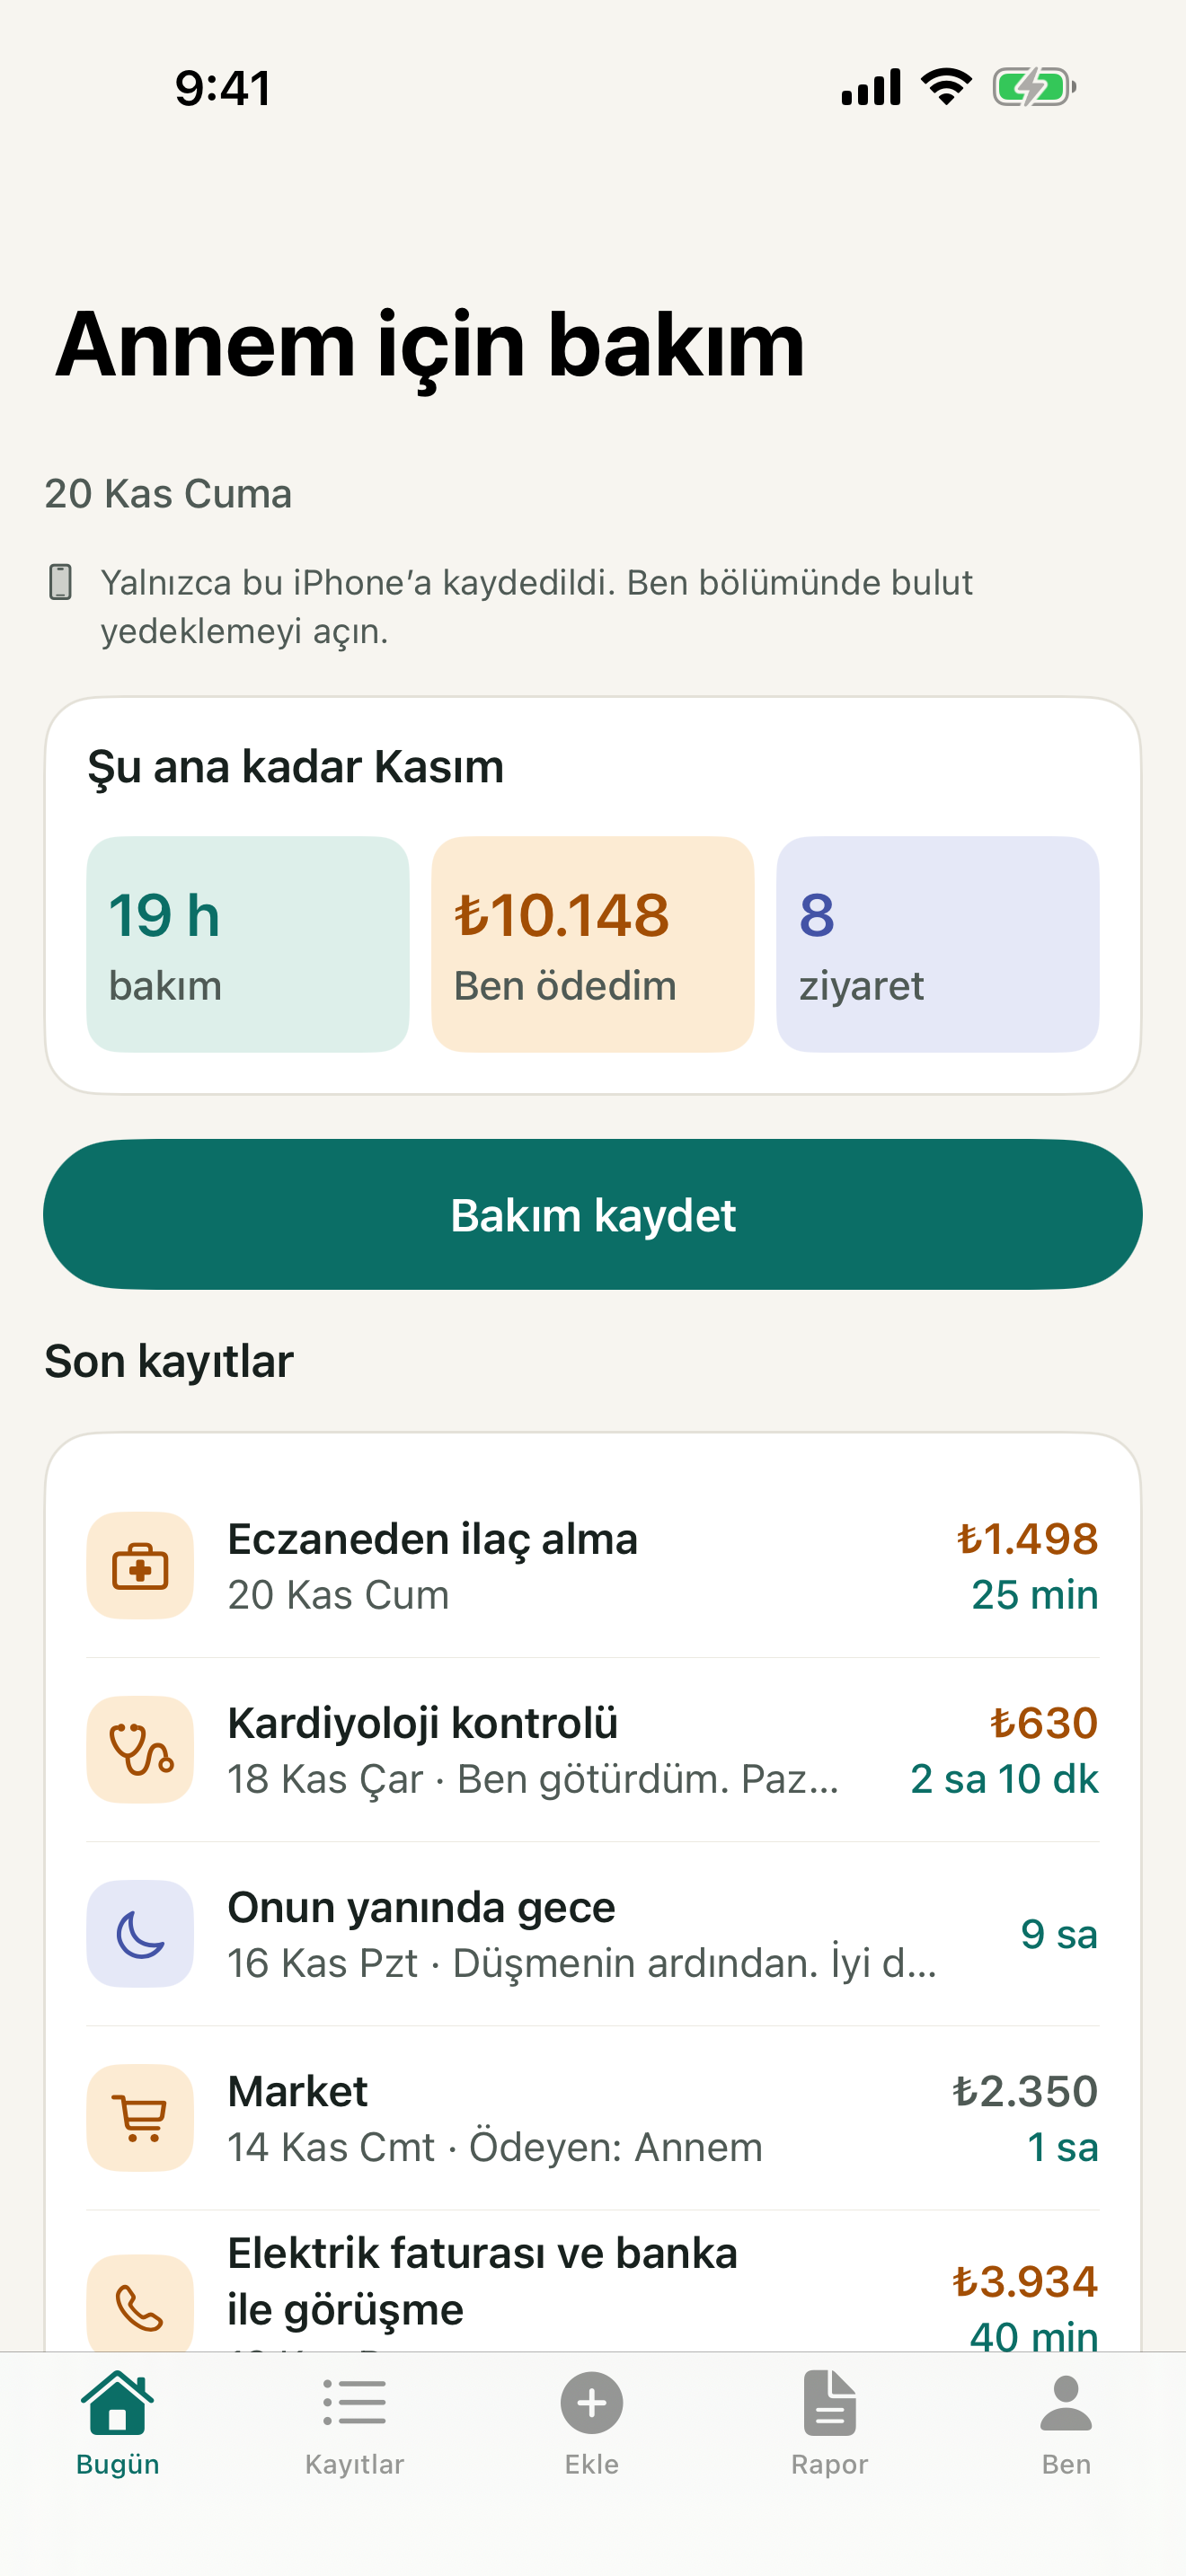 9:41
Annem için bakım
20 Kas Cuma
Yalnızca bu iPhone’a kaydedildi. Ben bölümünde bulut
yedeklemeyi açın.
Şu ana kadar Kasım
19 h
bakım
₺10.148
Ben ödedim
8
ziyaret
Bakım kaydet
Son kayıtlar
Eczaneden ilaç alma
₺1.498
20 Kas Cum
25 min
Kardiyoloji kontrolü
₺630
18 Kas Çar · Ben götürdüm. Paz...
2 sa 10 dk
Onun yanında gece
16 Kas Pzt · Düşmenin ardından. İyi d...
9 sa
Market
₺2.350
14 Kas Cmt · Ödeyen: Annem
1 sa
Elektrik faturası ve banka
ile görüşme
₺3.934
40 min
Bugün
Kayıtlar
Ekle
Rapor
Ben